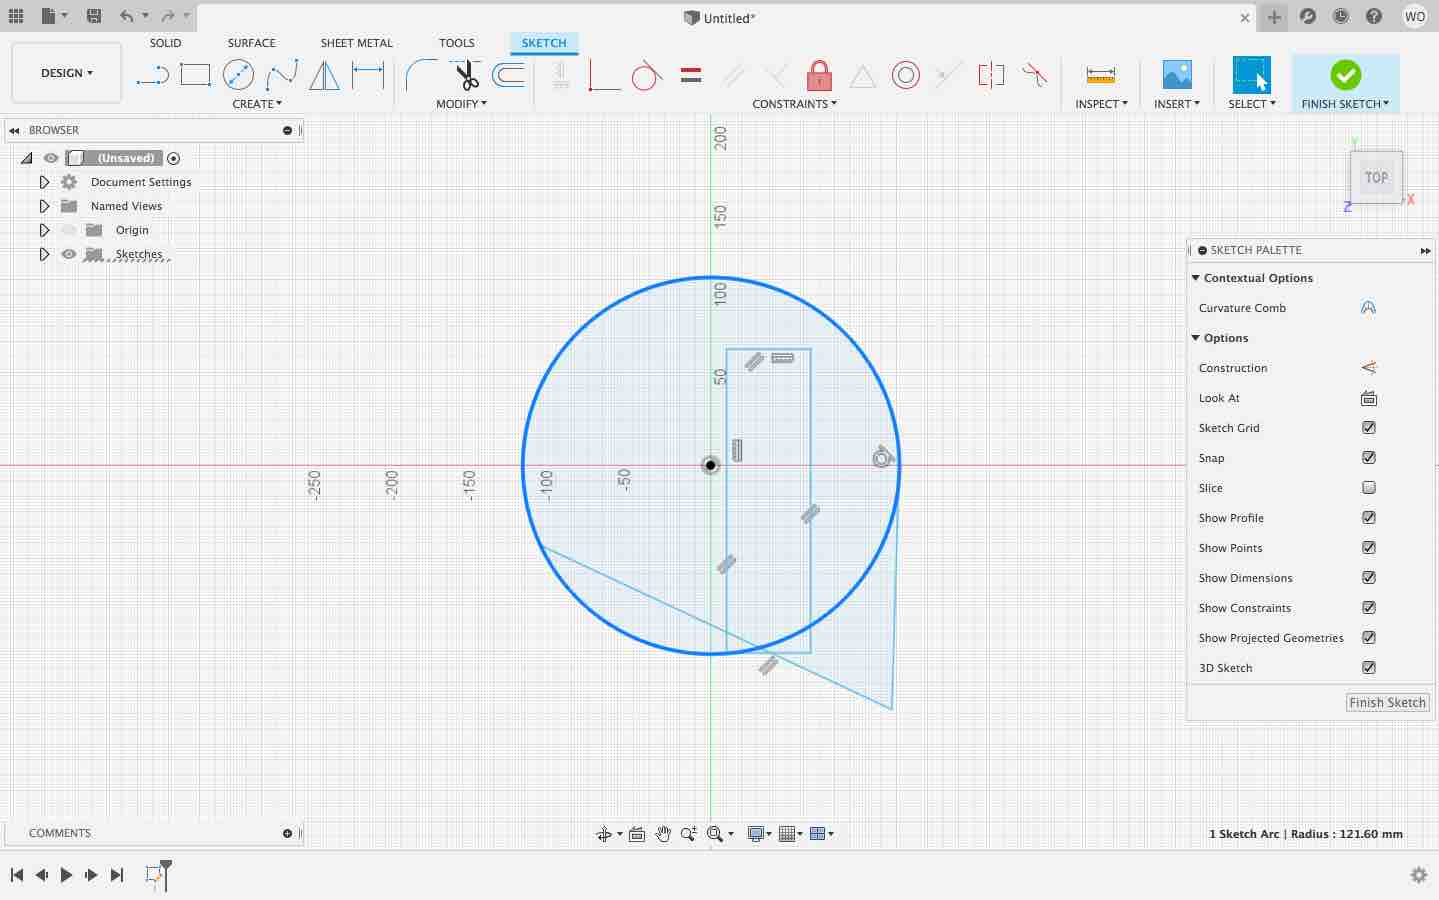 Untitled*
WO
SOLID SURFACE SHEET METAL TOOLS SKETCH
DESIGN
CREATE MODIFY CONSTRAINTS INSPECT INSERT SELECT FINISH SKETCH
BROWSER
(Unsaved)
Document Settings
Named Views
Origin
Sketches
200
150
100
50
-250 -200 -150 -100 -50
Y
TOP
Z X
SKETCH PALETTE
Contextual Options
Curvature Comb
Options
Construction
Look At
Sketch Grid
Snap
Slice
Show Profile
Show Points
Show Dimensions
Show Constraints
Show Projected Geometries
3D Sketch
Finish Sketch
COMMENTS
1 Sketch Arc | Radius : 121.60 mm